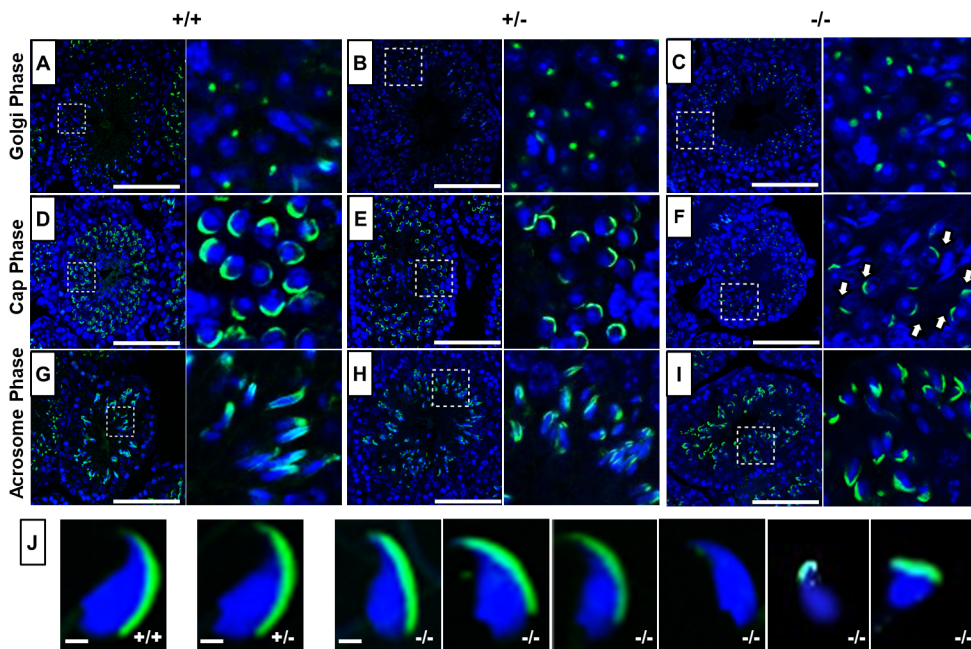 +/+ +/- -/-
Golgi Phase
A B C
Cap Phase
D E F
Acrosome Phase
G H I
J
+/+ +/- -/- -/- -/- -/- -/- -/-